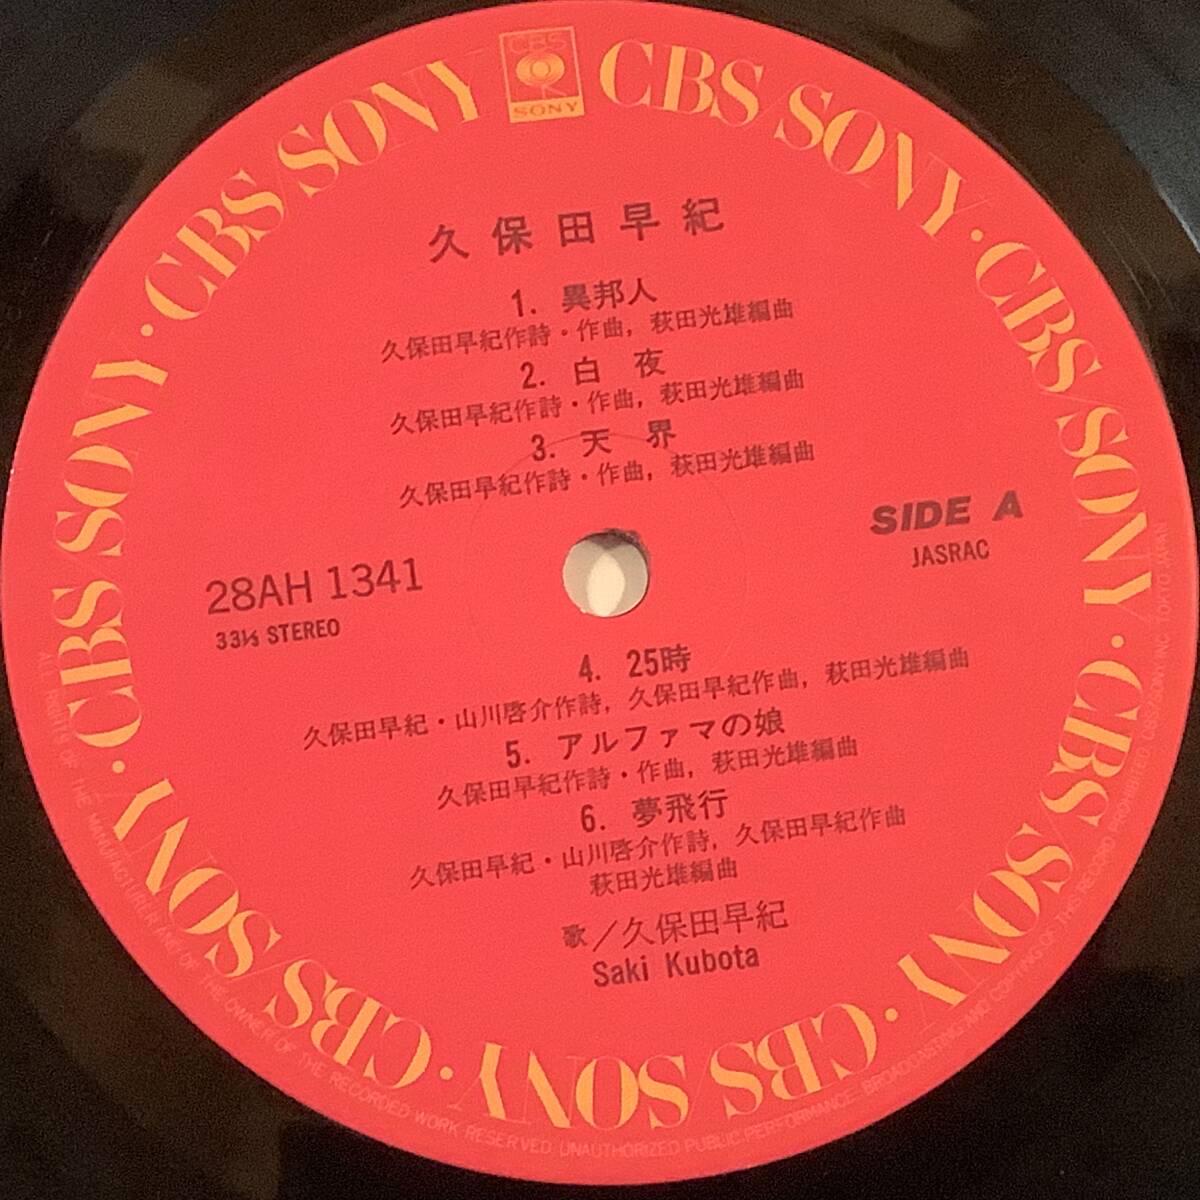 CBS
SONY
CBS/SONY · CBS/SONY · CBS/SONY · CBS/SONY · CBS/SONY · CBS/SONY · CBS/SONY · CBS/SONY
久保田早紀
1. 異邦人
久保田早紀作詩・作曲, 萩田光雄編曲
2. 白 夜
久保田早紀作詩・作曲, 萩田光雄編曲
3. 天 界
久保田早紀作詩・作曲, 萩田光雄編曲
SIDE A
JASRAC
28AH 1341
33⅓ STEREO
4. 25時
久保田早紀・山川啓介作詩, 久保田早紀作曲, 萩田光雄編曲
5. アルファマの娘
久保田早紀作詩・作曲, 萩田光雄編曲
6. 夢飛行
久保田早紀・山川啓介作詩, 久保田早紀作曲
萩田光雄編曲
歌/久保田早紀
Saki Kubota
ALL RIGHTS OF THE MANUFACTURER AND OF THE OWNER OF THE RECORDED WORK RESERVED. UNAUTHORIZED PUBLIC PERFORMANCE, BROADCASTING AND COPYING OF THIS RECORD PROHIBITED, CBS/SONY INC. TOKYO JAPAN